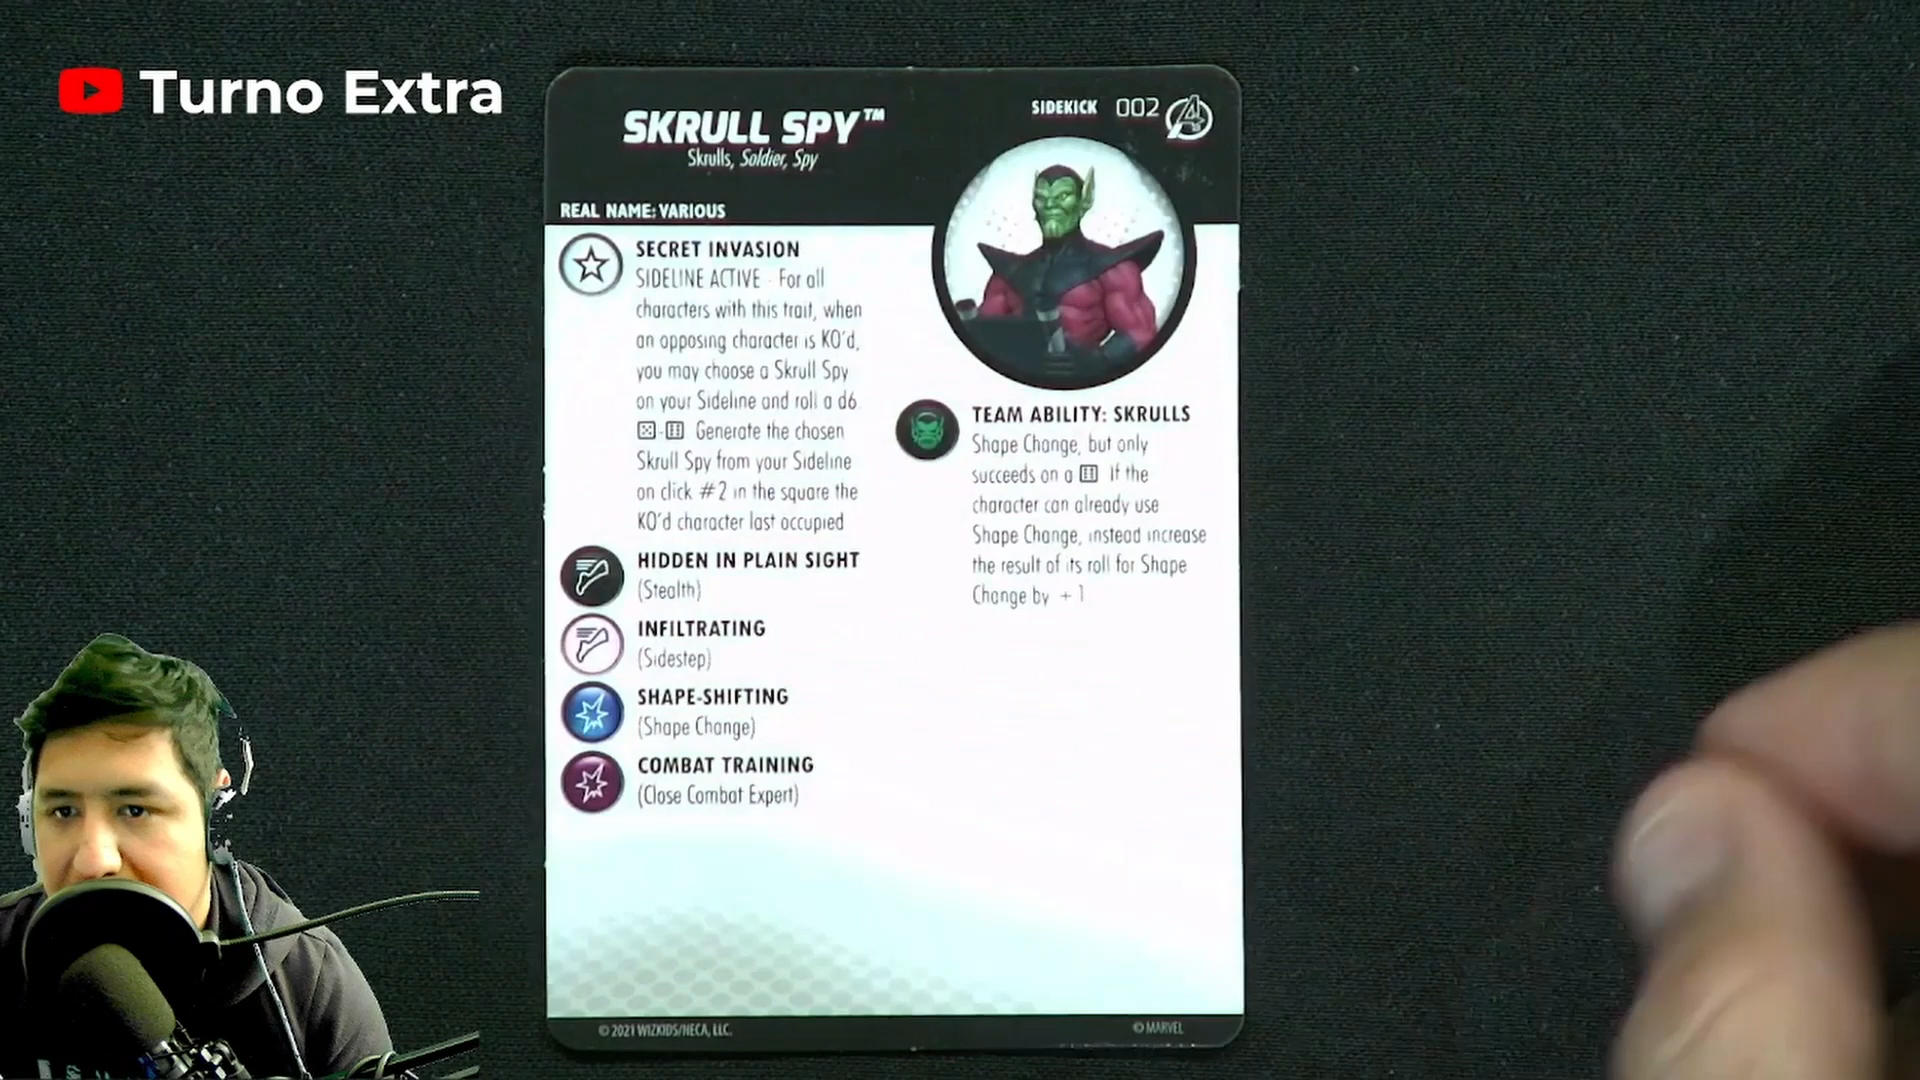 Turno Extra
SKRULL SPY™
Skrulls, Soldier, Spy
SIDEKICK 002
REAL NAME: VARIOUS
SECRET INVASION
SIDELINE ACTIVE - For all
characters with this trait, when
an opposing character is KO'd,
you may choose a Skrull Spy
on your Sideline and roll a d6.
⚄-⚅ Generate the chosen
Skrull Spy from your Sideline
on click #2 in the square the
KO'd character last occupied
HIDDEN IN PLAIN SIGHT
(Stealth)
INFILTRATING
(Sidestep)
SHAPE-SHIFTING
(Shape Change)
COMBAT TRAINING
(Close Combat Expert)
TEAM ABILITY: SKRULLS
Shape Change, but only
succeeds on a ⚅ If the
character can already use
Shape Change, instead increase
the result of its roll for Shape
Change by +1
© 2021 WIZKIDS/NECA, LLC.
© MARVEL